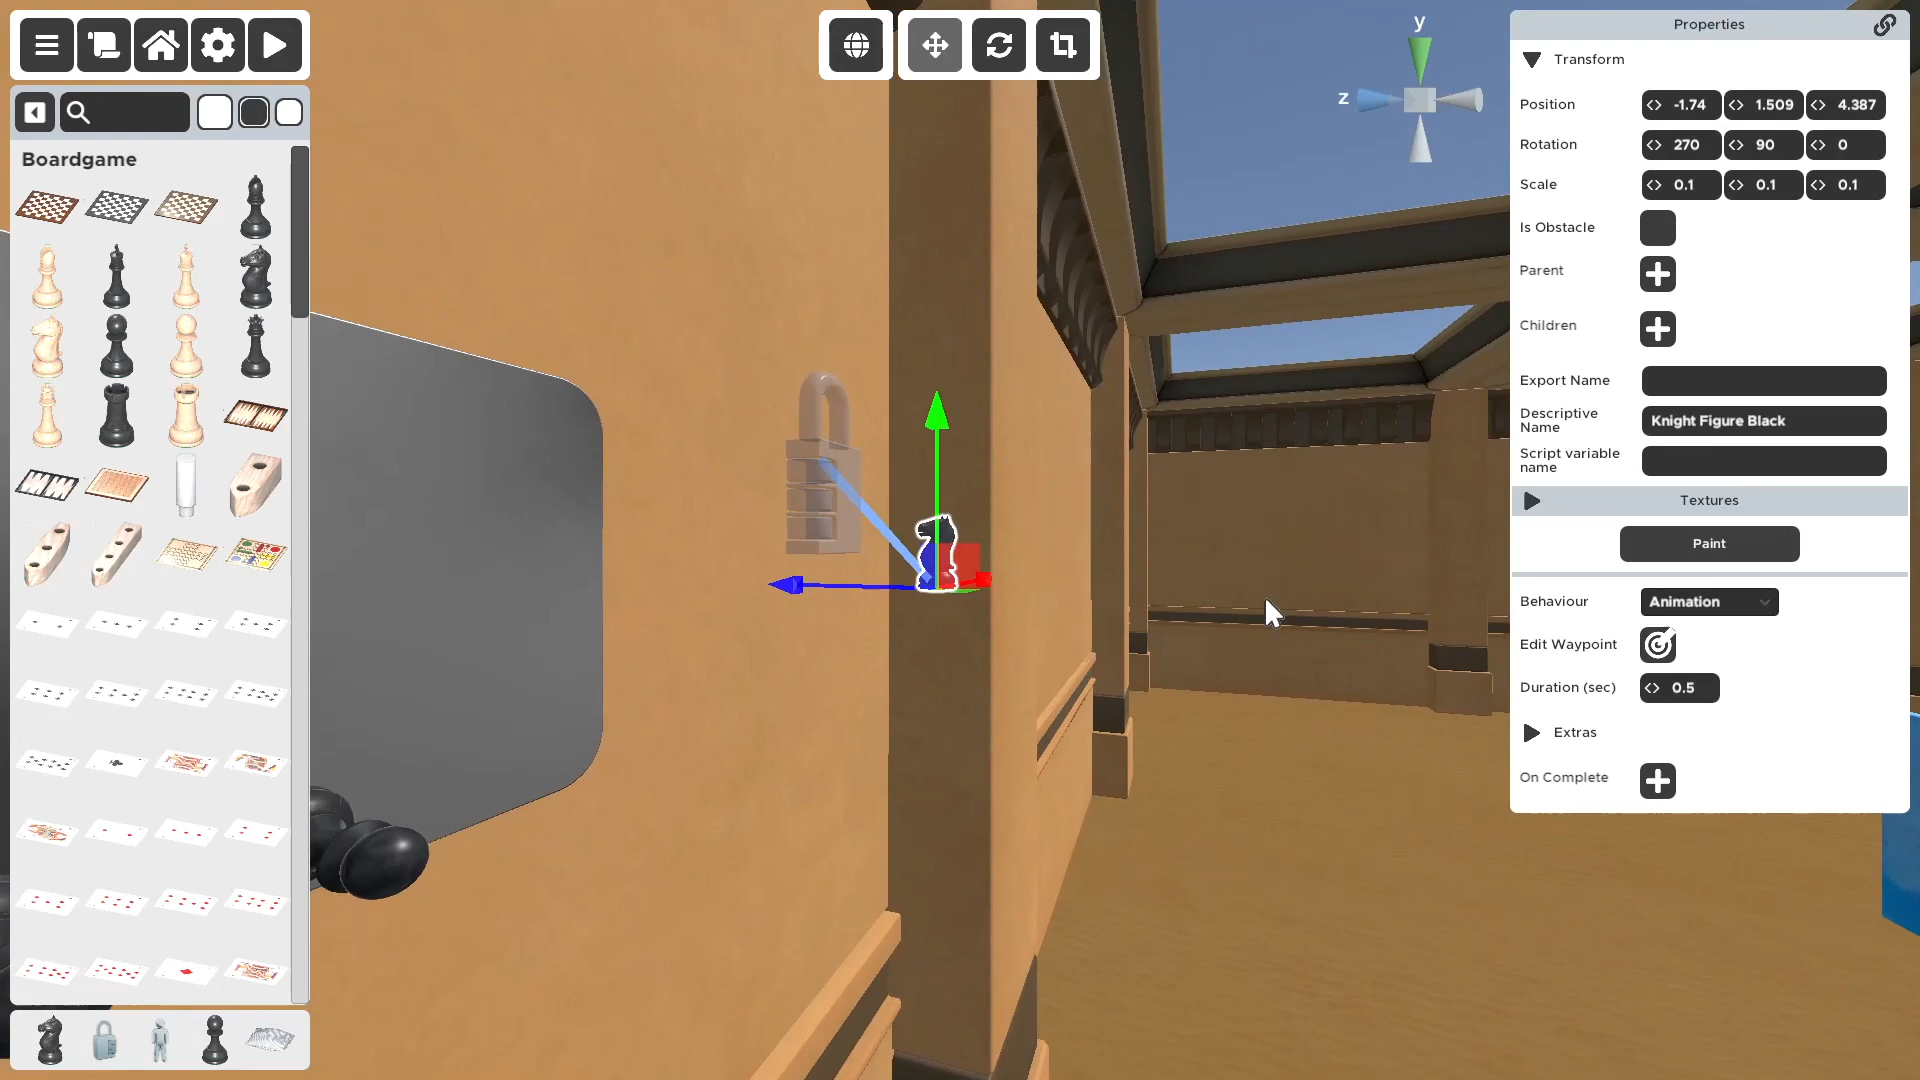 y
z
Properties
Transform
Position -1.74 1.509 4.387
Rotation 270 90 0
Scale 0.1 0.1 0.1
Is Obstacle
Parent
Children
Export Name
Descriptive
Name
Knight Figure Black
Script variable
name
Textures
Paint
Behaviour Animation
Edit Waypoint
Duration (sec) 0.5
Extras
On Complete
Boardgame